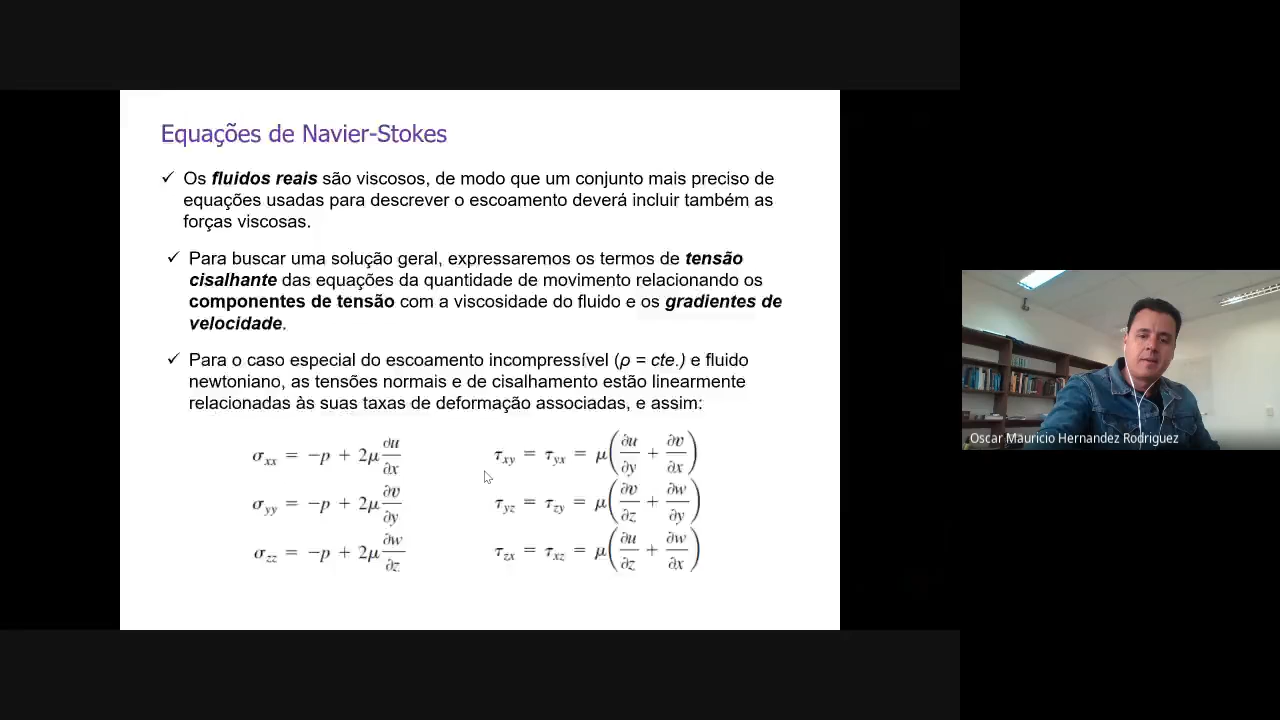 Equações de Navier-Stokes
✓ Os fluidos reais são viscosos, de modo que um conjunto mais preciso de
equações usadas para descrever o escoamento deverá incluir também as
forças viscosas.
✓ Para buscar uma solução geral, expressaremos os termos de tensão
cisalhante das equações da quantidade de movimento relacionando os
componentes de tensão com a viscosidade do fluido e os gradientes de
velocidade.
✓ Para o caso especial do escoamento incompressível (ρ = cte.) e fluido
newtoniano, as tensões normais e de cisalhamento estão linearmente
relacionadas às suas taxas de deformação associadas, e assim:
σxx = −p + 2μ ∂u/∂x
τxy = τyx = μ(∂u/∂y + ∂v/∂x)
σyy = −p + 2μ ∂v/∂y
τyz = τzy = μ(∂v/∂z + ∂w/∂y)
σzz = −p + 2μ ∂w/∂z
τzx = τxz = μ(∂u/∂z + ∂w/∂x)
Oscar Mauricio Hernandez Rodriguez